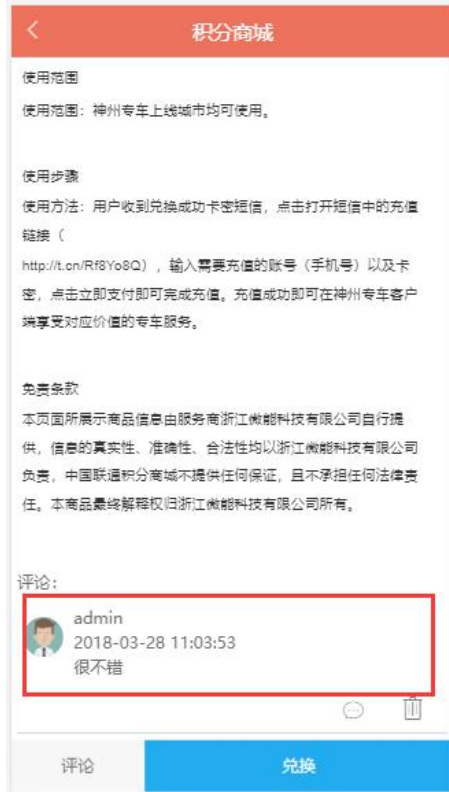 积分商城
使用范围
使用范围：神州专车上线城市均可使用。
使用步骤
使用方法：用户收到兑换成功卡密短信，点击打开短信中的充值
链接（
http://t.cn/Rf8Yo8Q），输入需要充值的账号（手机号）以及卡
密，点击立即支付即可完成充值。充值成功即可在神州专车客户
端享受对应价值的专车服务。
免责条款
本页面所展示商品信息由服务商浙江微能科技有限公司自行提
供，信息的真实性、准确性、合法性均以浙江微能科技有限公司
负责，中国联通积分商城不提供任何保证，且不承担任何法律责
任。本商品最终解释权归浙江微能科技有限公司所有。
评论：
admin
2018-03-28 11:03:53
很不错
评论
兑换